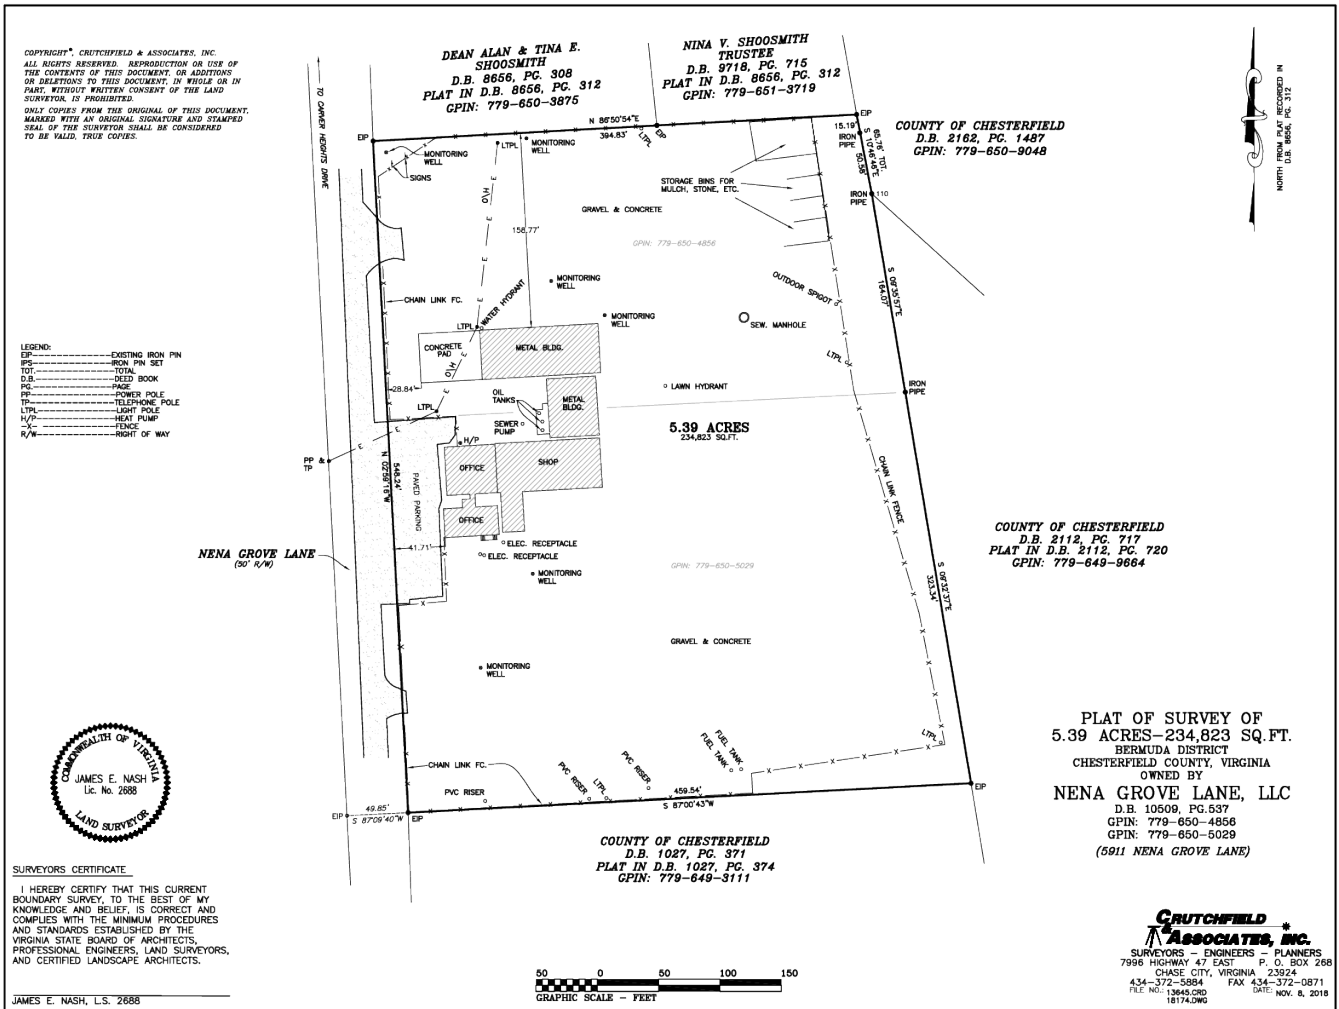 COPYRIGHT©, CRUTCHFIELD & ASSOCIATES, INC.
ALL RIGHTS RESERVED. REPRODUCTION OR USE OF
THE CONTENTS OF THIS DOCUMENT, OR ADDITIONS
OR DELETIONS TO THIS DOCUMENT, IN WHOLE OR IN
PART, WITHOUT WRITTEN CONSENT OF THE LAND
SURVEYOR, IS PROHIBITED.
ONLY COPIES FROM THE ORIGINAL OF THIS DOCUMENT,
MARKED WITH AN ORIGINAL SIGNATURE AND STAMPED
SEAL OF THE SURVEYOR SHALL BE CONSIDERED
TO BE VALID, TRUE COPIES.
TO CARVER HEIGHTS DRIVE
DEAN ALAN & TINA E.
SHOOSMITH
D.B. 8656, PG. 308
PLAT IN D.B. 8656, PG. 312
GPIN: 779-650-3875
NINA V. SHOOSMITH
TRUSTEE
D.B. 9718, PG. 715
PLAT IN D.B. 8656, PG. 312
GPIN: 779-651-3719
COUNTY OF CHESTERFIELD
D.B. 2162, PG. 1487
GPIN: 779-650-9048
NORTH FROM PLAT RECORDED IN
D.B. 8656, PG. 312
EIP
N 86°50'54"E
394.83'
EIP
LTPL
EIP
15.19'
IRON
PIPE
65.76' TOT.
S 10°46'46"E
50.58'
IRON
PIPE
110
MONITORING
WELL
SIGNS
LTPL
MONITORING
WELL
E
O/H
E
E
158.77'
STORAGE BINS FOR
MULCH, STONE, ETC.
GRAVEL & CONCRETE
GPIN: 779-650-4856
MONITORING
WELL
OUTDOOR SPIGOT
S 09°35'57"E
164.07'
CHAIN LINK FC.
WATER HYDRANT
LTPL
MONITORING
WELL
SEW. MANHOLE
LTPL
CONCRETE
PAD
METAL BLDG.
E
O/H
E
28.84'
LAWN HYDRANT
IRON
PIPE
OIL
TANKS
METAL
BLDG.
LTPL
SEWER
PUMP
5.39 ACRES
234,823 SQ.FT.
H/P
PP &
TP
E
E
OFFICE
SHOP
N 02°59'16"W
548.24'
PAVED PARKING
CHAIN LINK FENCE
OFFICE
41.71'
ELEC. RECEPTACLE
ELEC. RECEPTACLE
NENA GROVE LANE
(50' R/W)
MONITORING
WELL
GPIN: 779-650-5029
S 09°32'37"E
323.34'
COUNTY OF CHESTERFIELD
D.B. 2112, PG. 717
PLAT IN D.B. 2112, PG. 720
GPIN: 779-649-9664
GRAVEL & CONCRETE
MONITORING
WELL
LEGEND:
EIP EXISTING IRON PIN
IPS IRON PIN SET
TOT. TOTAL
D.B. DEED BOOK
PG. PAGE
PP POWER POLE
TP TELEPHONE POLE
LTPL LIGHT POLE
H/P HEAT PUMP
-X- FENCE
R/W RIGHT OF WAY
FUEL TANK
FUEL TANK
LTPL
CHAIN LINK FC.
PVC RISER
PVC RISER
LTPL
PVC RISER
459.54'
S 87°00'43"W
EIP
EIP
49.85'
S 87°09'40"W
EIP
COUNTY OF CHESTERFIELD
D.B. 1027, PG. 371
PLAT IN D.B. 1027, PG. 374
GPIN: 779-649-3111
COMMONWEALTH OF VIRGINIA
JAMES E. NASH
Lic. No. 2688
LAND SURVEYOR
SURVEYORS CERTIFICATE
I HEREBY CERTIFY THAT THIS CURRENT
BOUNDARY SURVEY, TO THE BEST OF MY
KNOWLEDGE AND BELIEF, IS CORRECT AND
COMPLIES WITH THE MINIMUM PROCEDURES
AND STANDARDS ESTABLISHED BY THE
VIRGINIA STATE BOARD OF ARCHITECTS,
PROFESSIONAL ENGINEERS, LAND SURVEYORS,
AND CERTIFIED LANDSCAPE ARCHITECTS.
JAMES E. NASH, L.S. 2688
50 0 50 100 150
GRAPHIC SCALE – FEET
PLAT OF SURVEY OF
5.39 ACRES-234,823 SQ.FT.
BERMUDA DISTRICT
CHESTERFIELD COUNTY, VIRGINIA
OWNED BY
NENA GROVE LANE, LLC
D.B. 10509, PG.537
GPIN: 779-650-4856
GPIN: 779-650-5029
(5911 NENA GROVE LANE)
CRUTCHFIELD
& ASSOCIATES, INC.
SURVEYORS – ENGINEERS – PLANNERS
7996 HIGHWAY 47 EAST P. O. BOX 268
CHASE CITY, VIRGINIA 23924
434-372-5884 FAX 434-372-0871
FILE NO.: 13645.CRD DATE: NOV. 8, 2018
18174.DWG